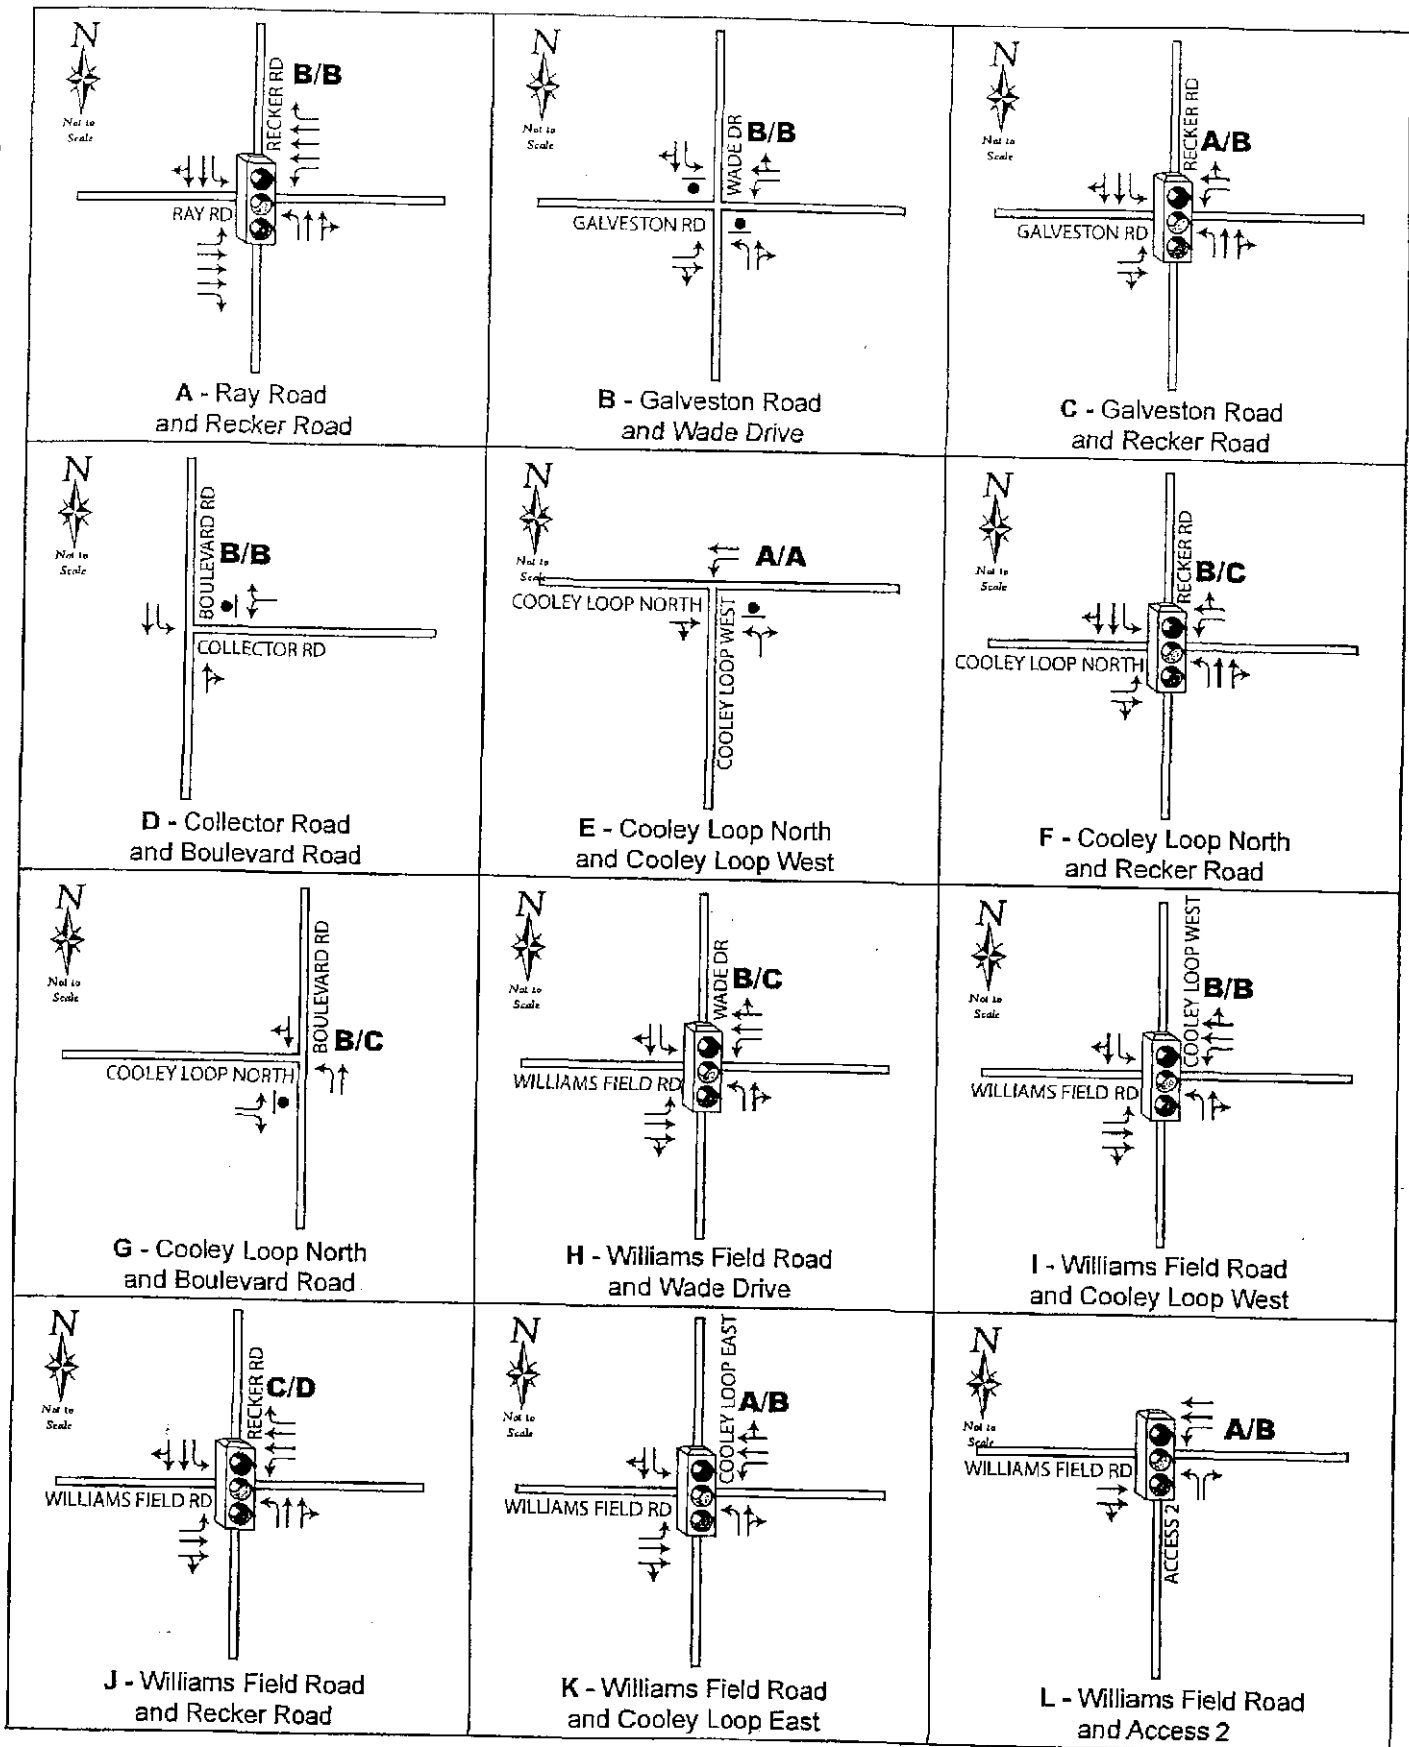 N
Not to
Scale
RECKER RD
B/B
RAY RD
A - Ray Road
and Recker Road
N
Not to
Scale
WADE DR
B/B
GALVESTON RD
B - Galveston Road
and Wade Drive
N
Not to
Scale
RECKER RD
A/B
GALVESTON RD
C - Galveston Road
and Recker Road
N
Not to
Scale
BOULEVARD RD
B/B
COLLECTOR RD
D - Collector Road
and Boulevard Road
N
Not to
Scale
A/A
COOLEY LOOP NORTH
COOLEY LOOP WEST
E - Cooley Loop North
and Cooley Loop West
N
Not to
Scale
RECKER RD
B/C
COOLEY LOOP NORTH
F - Cooley Loop North
and Recker Road
N
Not to
Scale
BOULEVARD RD
B/C
COOLEY LOOP NORTH
G - Cooley Loop North
and Boulevard Road
N
Not to
Scale
WADE DR
B/C
WILLIAMS FIELD RD
H - Williams Field Road
and Wade Drive
N
Not to
Scale
COOLEY LOOP WEST
B/B
WILLIAMS FIELD RD
I - Williams Field Road
and Cooley Loop West
N
Not to
Scale
RECKER RD
C/D
WILLIAMS FIELD RD
J - Williams Field Road
and Recker Road
N
Not to
Scale
COOLEY LOOP EAST
A/B
WILLIAMS FIELD RD
K - Williams Field Road
and Cooley Loop East
N
Not to
Scale
A/B
WILLIAMS FIELD RD
ACCESS 2
L - Williams Field Road
and Access 2